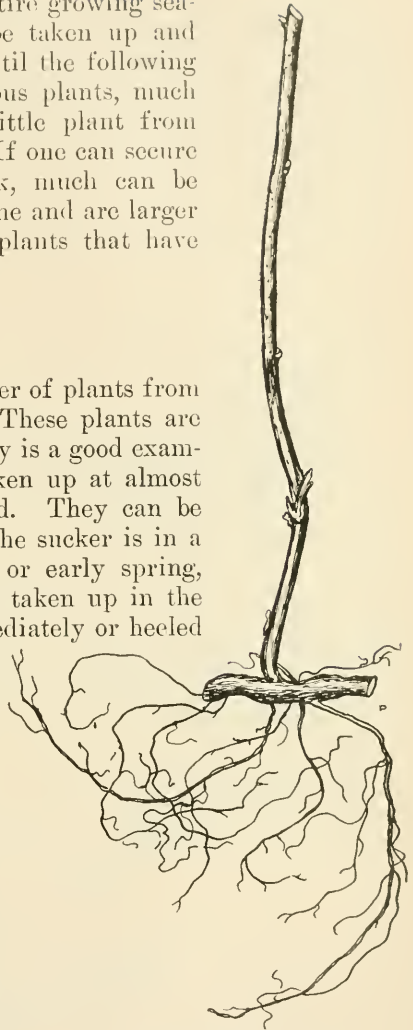 tire growing sea-
be taken up and
til the following
ous plants, much
ittle plant from
If one can secure
k, much can be
ne and are larger
plants that have
er of plants from
These plants are
y is a good exam-
ken up at almost
d. They can be
he sucker is in a
or early spring,
taken up in the
ediately or heeled